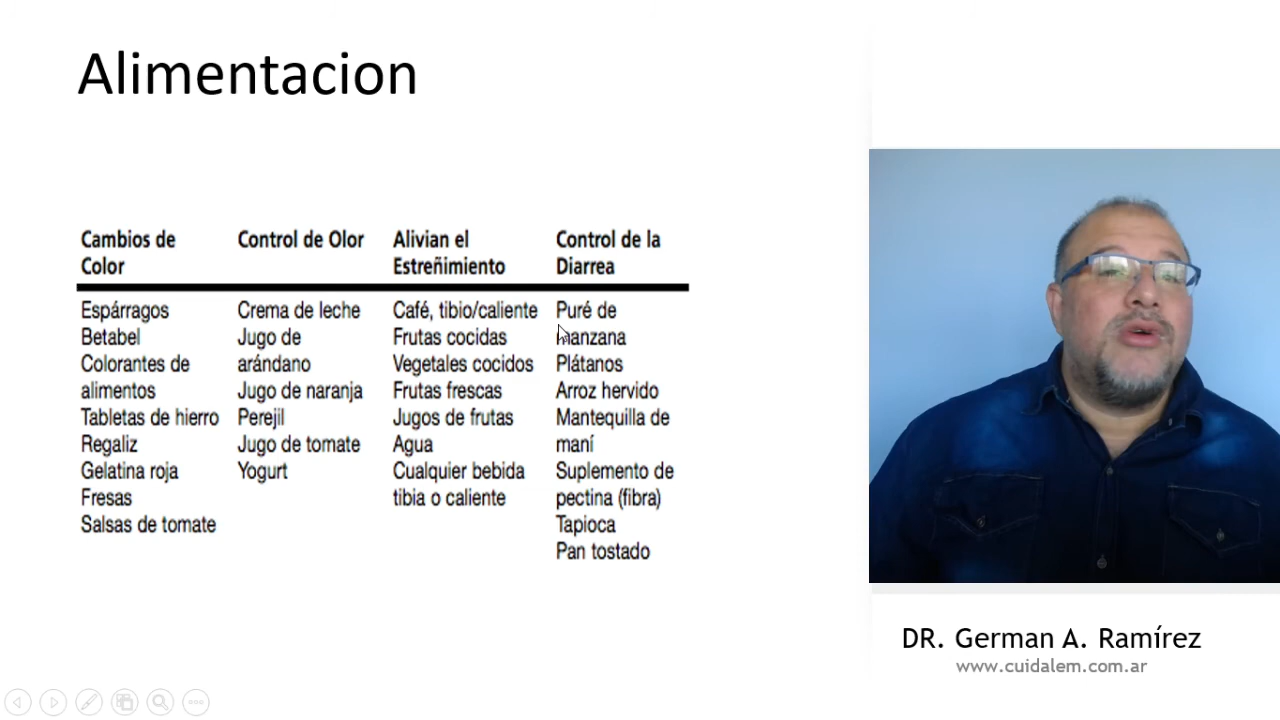 Alimentacion
Cambios de
Color
Espárragos
Betabel
Colorantes de
alimentos
Tabletas de hierro
Regaliz
Gelatina roja
Fresas
Salsas de tomate
Control de Olor
Crema de leche
Jugo de
arándano
Jugo de naranja
Perejil
Jugo de tomate
Yogurt
Alivian el
Estreñimiento
Café, tibio/caliente
Frutas cocidas
Vegetales cocidos
Frutas frescas
Jugos de frutas
Agua
Cualquier bebida
tibia o caliente
Control de la
Diarrea
Puré de
manzana
Plátanos
Arroz hervido
Mantequilla de
maní
Suplemento de
pectina (fibra)
Tapioca
Pan tostado
DR. German A. Ramírez
www.cuidalem.com.ar